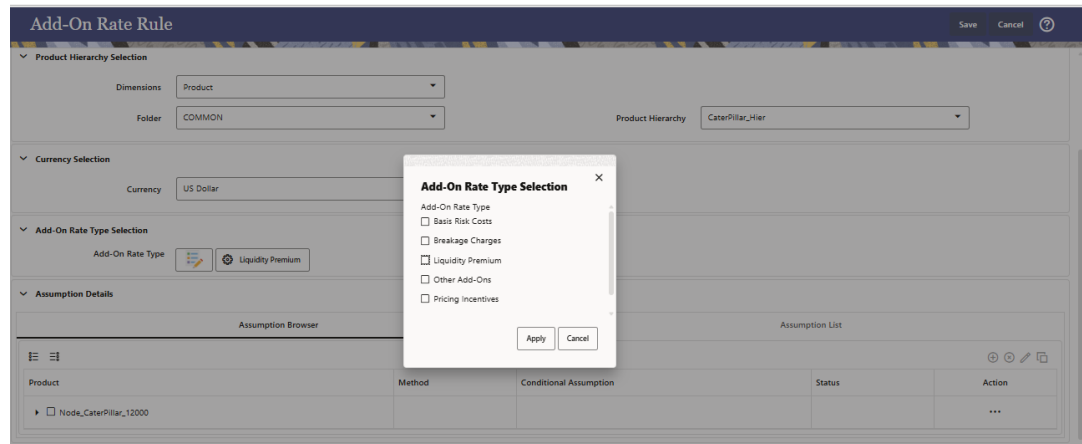 Add-On Rate Rule
Save Cancel
Product Hierarchy Selection
Dimensions Product
Folder COMMON Product Hierarchy CaterPillar_Hier
Currency Selection
Currency US Dollar
Add-On Rate Type Selection
Add-On Rate Type Liquidity Premium
Assumption Details
Assumption Browser Assumption List
Product Method Conditional Assumption Status Action
Node_CaterPillar_12000
Add-On Rate Type Selection
Add-On Rate Type
Basis Risk Costs
Breakage Charges
Liquidity Premium
Other Add-Ons
Pricing Incentives
Apply Cancel